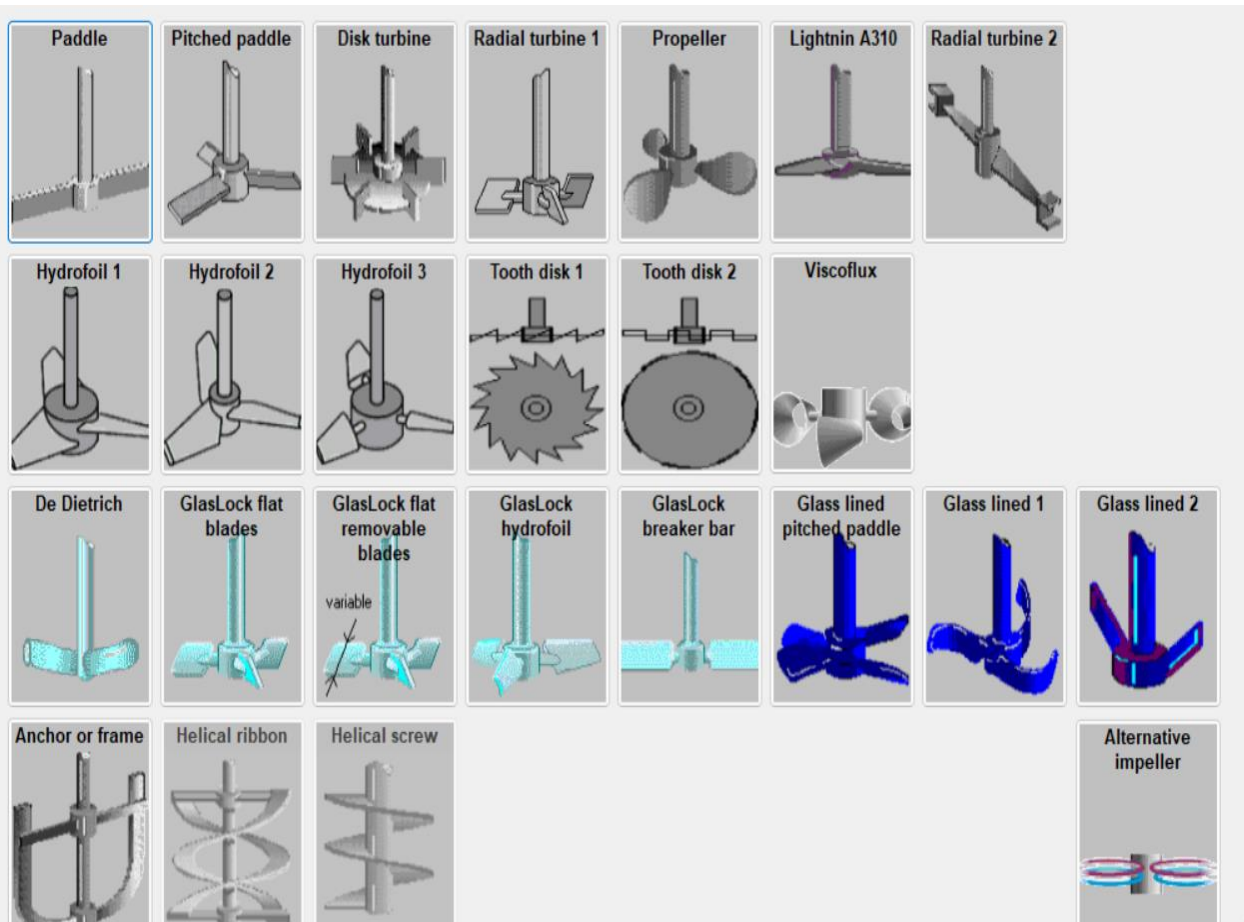 Paddle
Pitched paddle
Disk turbine
Radial turbine 1
Propeller
Lightnin A310
Radial turbine 2
Hydrofoil 1
Hydrofoil 2
Hydrofoil 3
Tooth disk 1
Tooth disk 2
Viscoflux
De Dietrich
GlasLock flat
blades
GlasLock flat
removable
blades
variable
GlasLock
hydrofoil
GlasLock
breaker bar
Glass lined
pitched paddle
Glass lined 1
Glass lined 2
Anchor or frame
Helical ribbon
Helical screw
Alternative
impeller